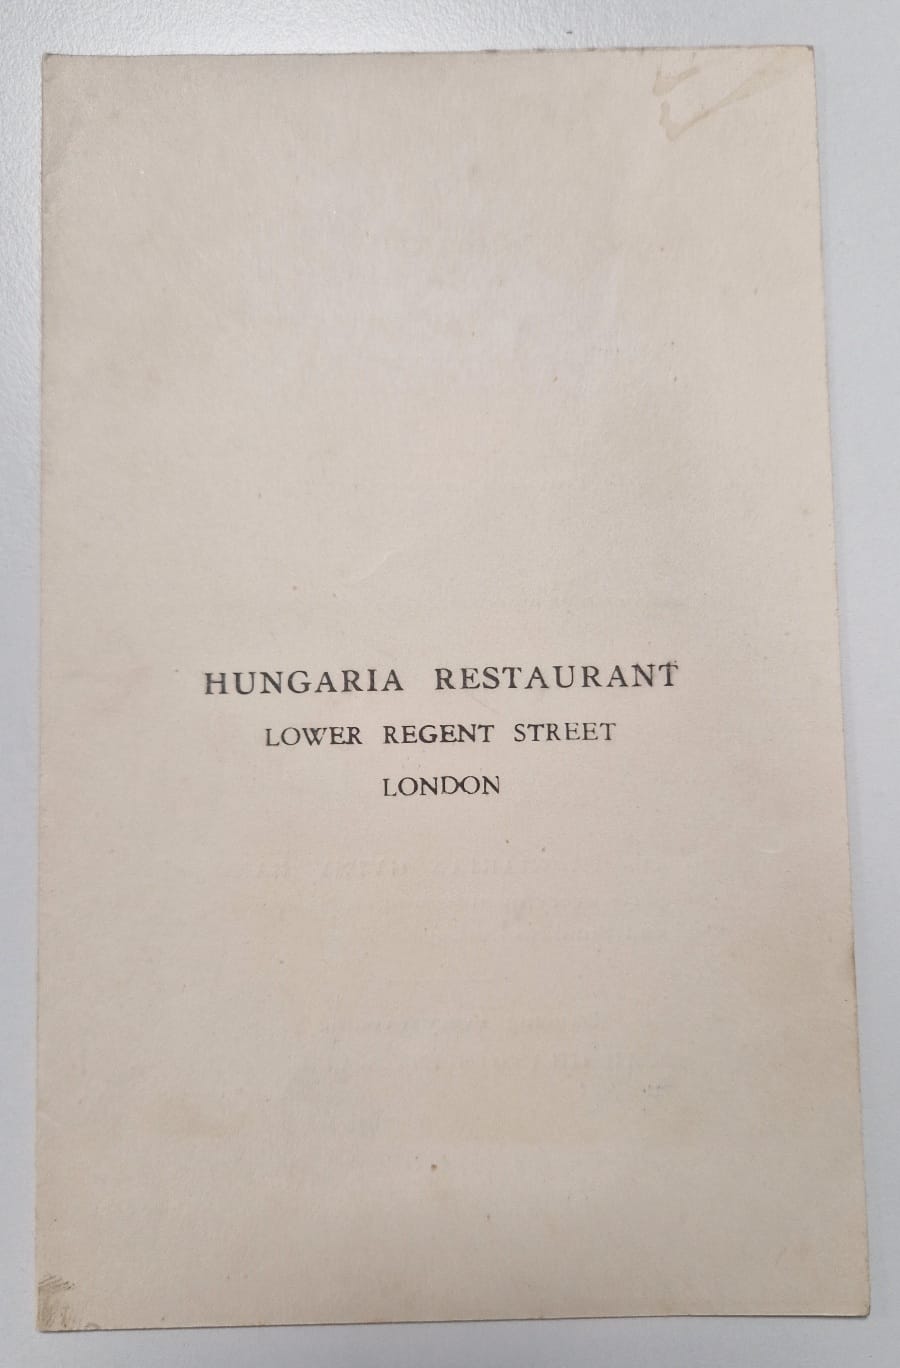 HUNGARIA RESTAURANT
LOWER REGENT STREET
LONDON